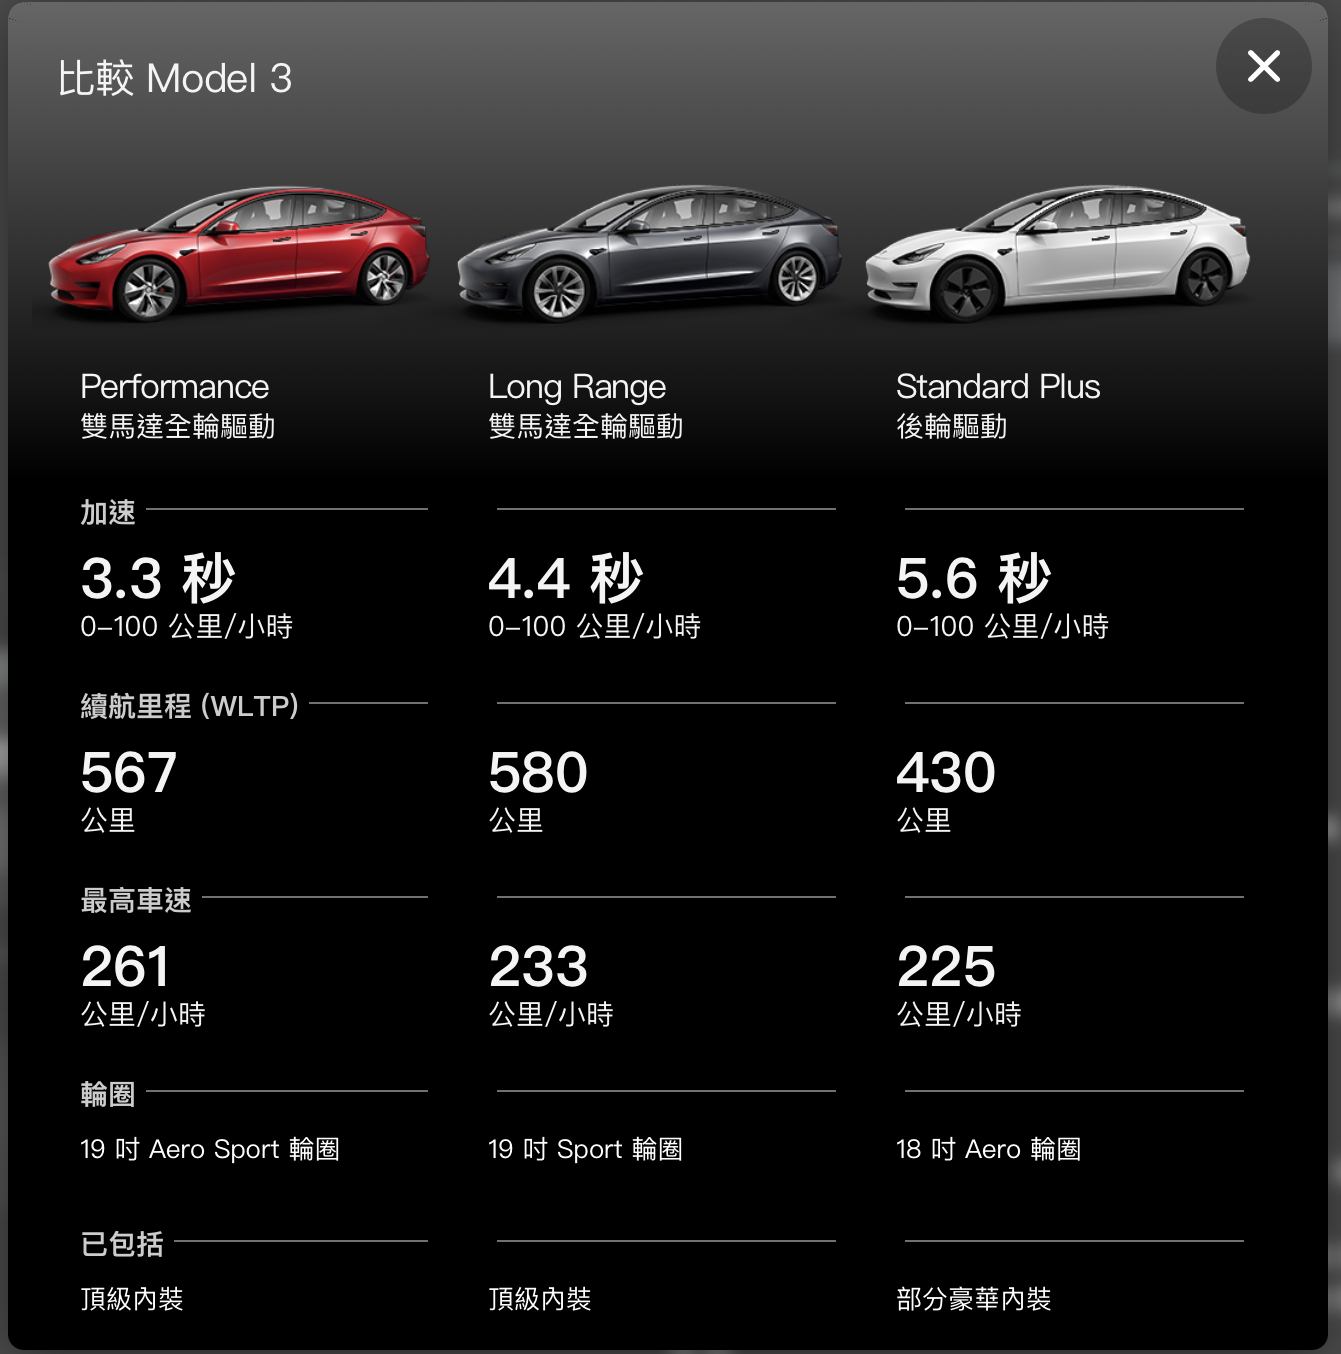 比較 Model 3
Performance
雙馬達全輪驅動
Long Range
雙馬達全輪驅動
Standard Plus
後輪驅動
加速
3.3 秒
0–100 公里/小時
4.4 秒
0–100 公里/小時
5.6 秒
0–100 公里/小時
續航里程 (WLTP)
567
公里
580
公里
430
公里
最高車速
261
公里/小時
233
公里/小時
225
公里/小時
輪圈
19 吋 Aero Sport 輪圈
19 吋 Sport 輪圈
18 吋 Aero 輪圈
已包括
頂級內裝
頂級內裝
部分豪華內裝